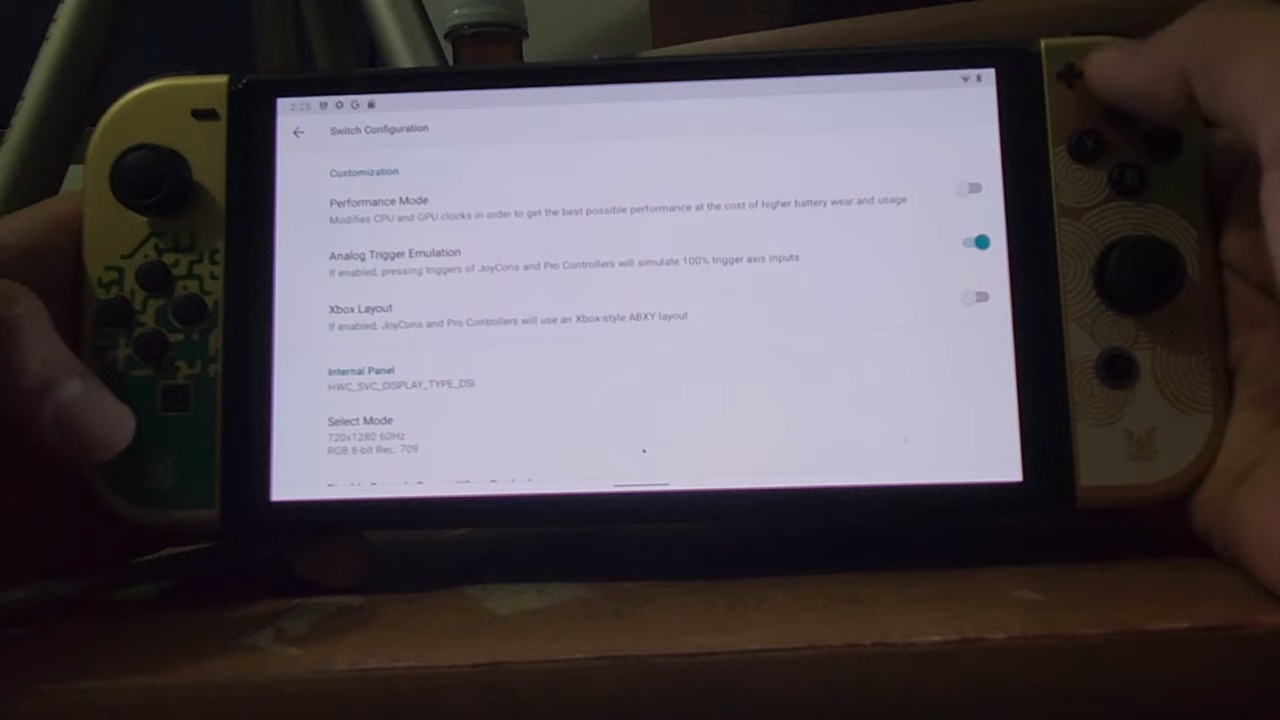 2:25
Switch Configuration
Customization
Performance Mode
Modifies CPU and GPU clocks in order to get the best possible performance at the cost of higher battery wear and usage
Analog Trigger Emulation
If enabled, pressing triggers of JoyCons and Pro Controllers will simulate 100% trigger axis inputs
Xbox Layout
If enabled, JoyCons and Pro Controllers will use an Xbox-style ABXY layout
Internal Panel
HWC_SVC_DISPLAY_TYPE_DSI
Select Mode
720x1280 60Hz
RGB 8-bit Rec. 709